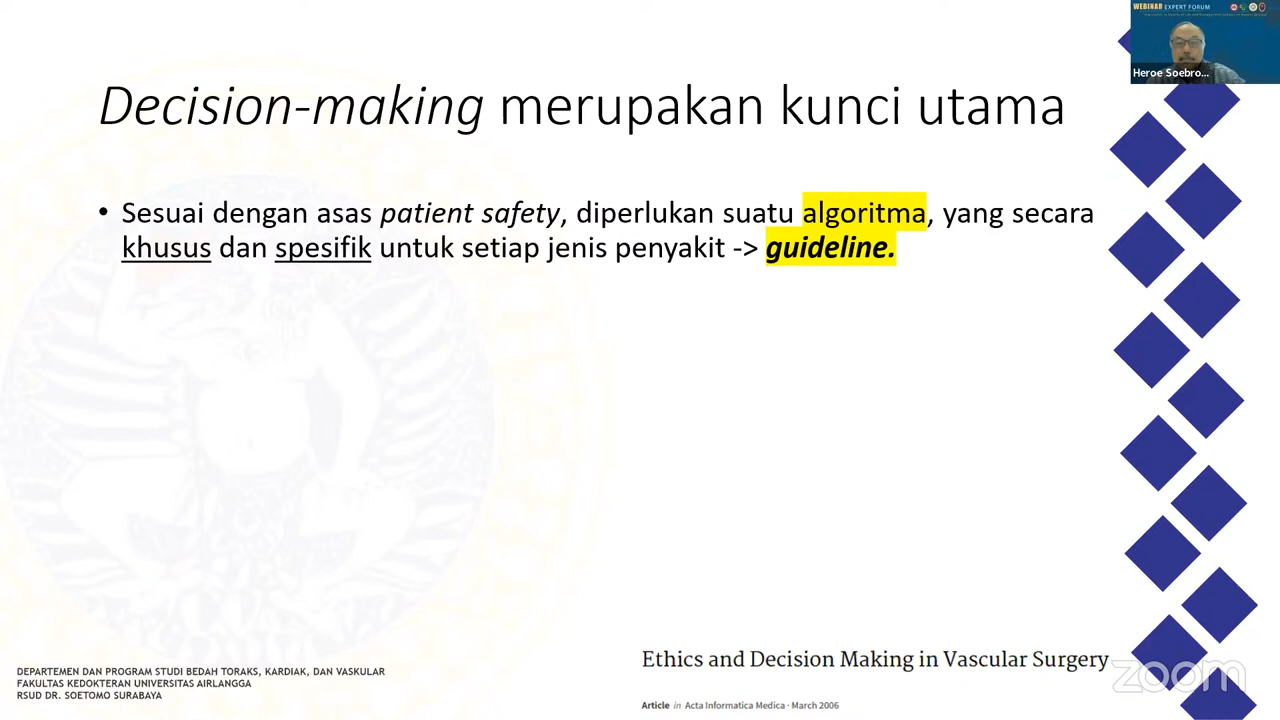 WEBINAR EXPERT FORUM
Heroe Soebro...
Decision-making merupakan kunci utama
• Sesuai dengan asas patient safety, diperlukan suatu algoritma, yang secara
khusus dan spesifik untuk setiap jenis penyakit -> guideline.
Ethics and Decision Making in Vascular Surgery
Article in Acta Informatica Medica · March 2006
DEPARTEMEN DAN PROGRAM STUDI BEDAH TORAKS, KARDIAK, DAN VASKULAR
FAKULTAS KEDOKTERAN UNIVERSITAS AIRLANGGA
RSUD DR. SOETOMO SURABAYA
zoom